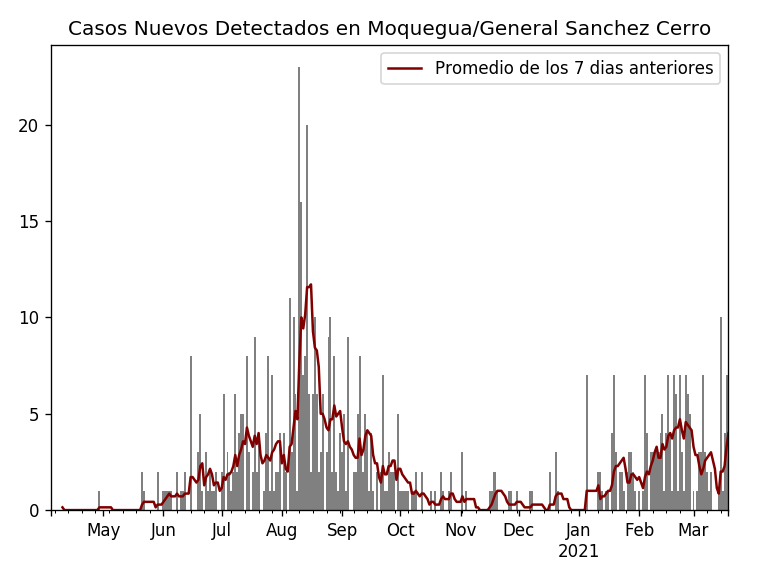 Casos Nuevos Detectados en Moquegua/General Sanchez Cerro
Promedio de los 7 dias anteriores
20
15
10
5
0
May Jun Jul Aug Sep Oct Nov Dec Jan Feb Mar
2021